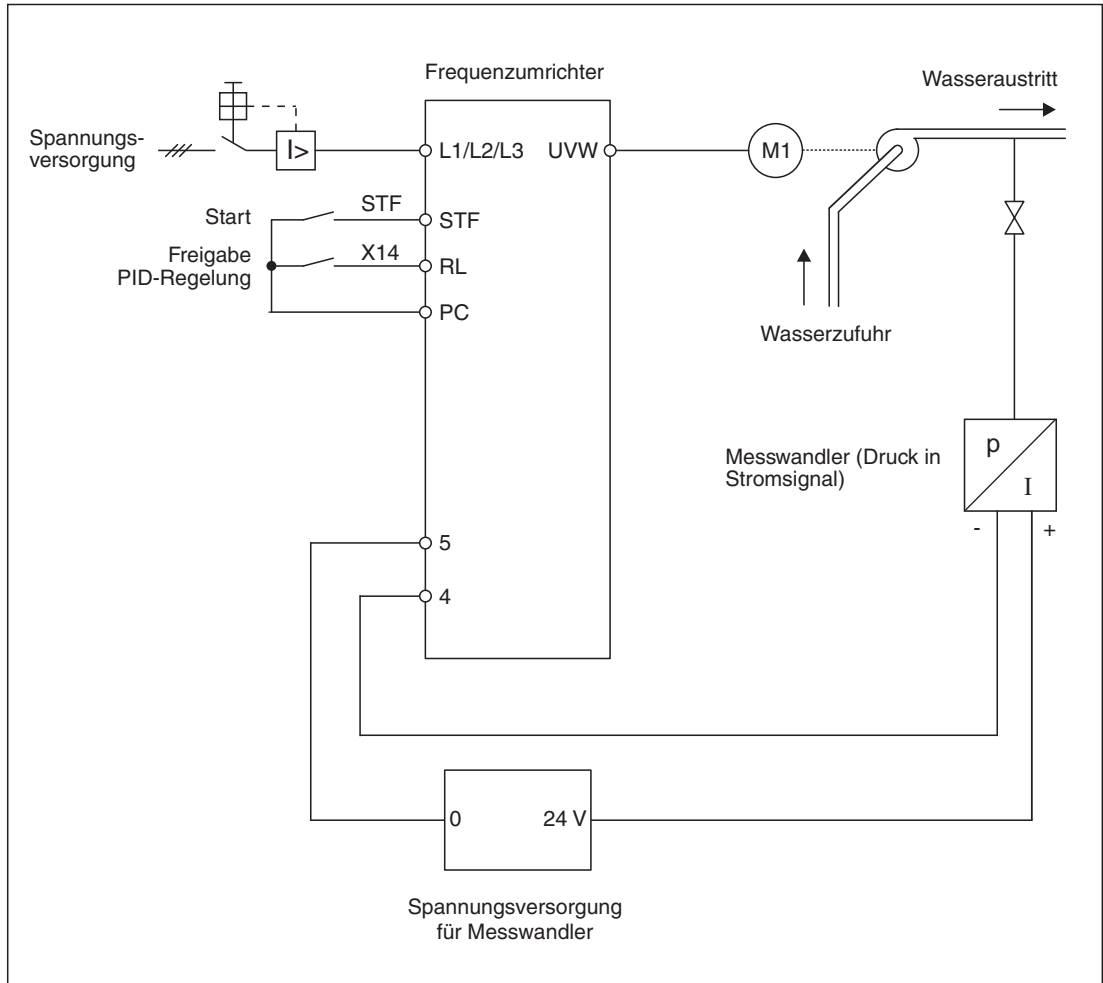 Frequenzumrichter
Wasseraustritt
Spannungs-
versorgung
I>
L1/L2/L3
UVW
M1
Start
STF
STF
Freigabe
PID-Regelung
X14
RL
PC
Wasserzufuhr
Messwandler (Druck in
Stromsignal)
p
I
-
+
5
4
0
24 V
Spannungsversorgung
für Messwandler